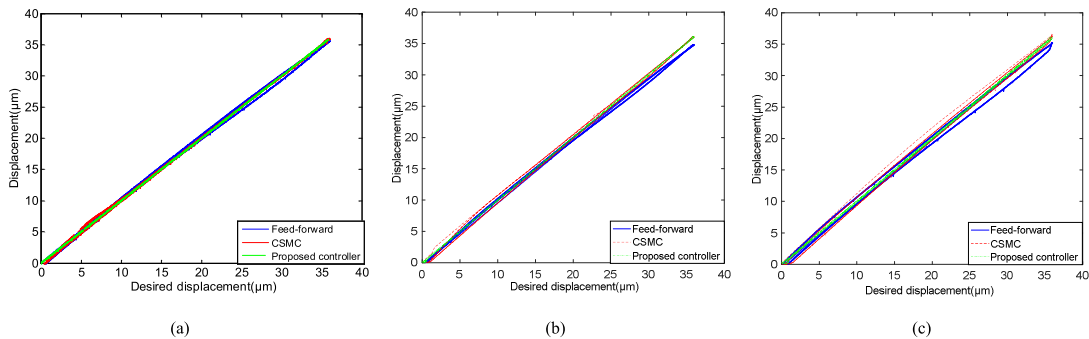 40
35
30
25
20
15
10
5
0
Displacement(μm)
0 5 10 15 20 25 30 35 40
Desired displacement(μm)
Feed-forward
CSMC
Proposed controller
(a)
40
35
30
25
20
15
10
5
0
Displacement(μm)
0 5 10 15 20 25 30 35 40
Desired displacement(μm)
Feed-forward
CSMC
Proposed controller
(b)
40
35
30
25
20
15
10
5
0
Displacement(μm)
0 5 10 15 20 25 30 35 40
Desired displacement(μm)
Feed-forward
CSMC
Proposed controller
(c)